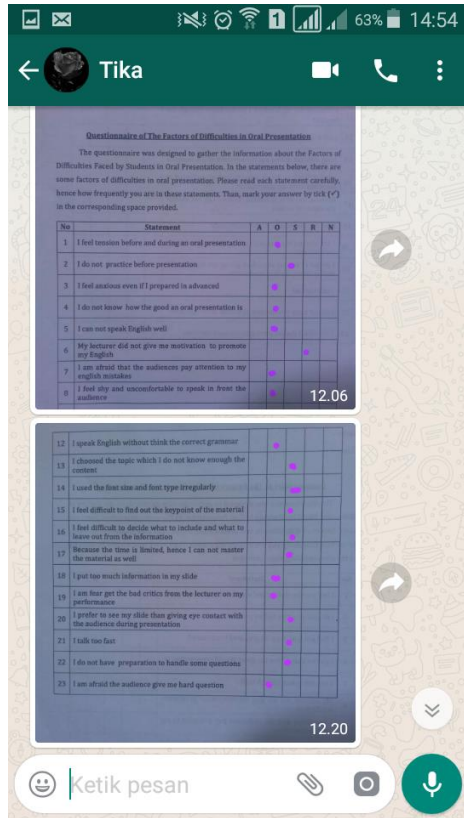 63% 14:54
Tika
Questionnaire of The Factors of Difficulties in Oral Presentation
The questionnaire was designed to gather the information about the Factors of
Difficulties Faced by Students in Oral Presentation. In the statements below, there are
some factors of difficulties in oral presentation. Please read each statement carefully,
hence how frequently you are in these statements. Than, mark your answer by tick (✓)
in the corresponding space provided.
No Statement A O S R N
1 I feel tension before and during an oral presentation
2 I do not practice before presentation
3 I feel anxious even if I prepared in advanced
4 I do not know how the good an oral presentation is
5 I can not speak English well
6 My lecturer did not give me motivation to promote
my English
7 I am afraid that the audiences pay attention to my
english mistakes
8 I feel shy and uncomfortable to speak in front the
audience
12.06
12 I speak English without think the correct grammar
13 I choosed the topic which I do not know enough the
content
14 I used the font size and font type irregularly
15 I feel difficult to find out the keypoint of the material
16 I feel difficult to decide what to include and what to
leave out from the information
17 Because the time is limited, hence I can not master
the material as well
18 I put too much information in my slide
19 I am fear get the bad critics from the lecturer on my
performance
20 I prefer to see my slide than giving eye contact with
the audience during presentation
21 I talk too fast
22 I do not have preparation to handle some questions
23 I am afraid the audience give me hard question
12.20
Ketik pesan